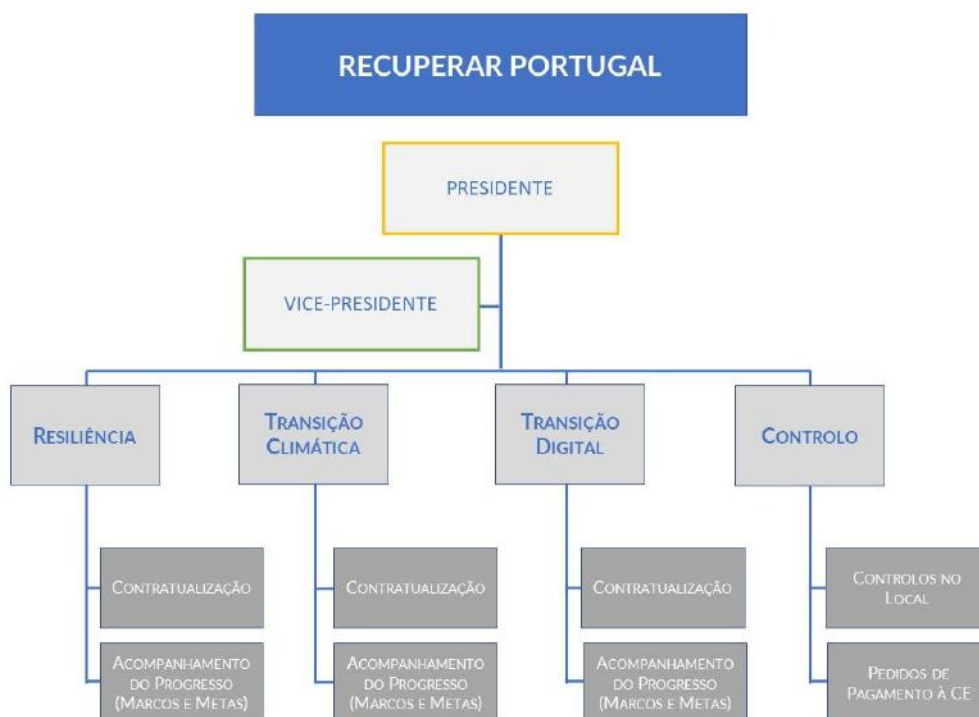 RECUPERAR PORTUGAL
PRESIDENTE
VICE-PRESIDENTE
RESILIÊNCIA
TRANSIÇÃO
CLIMÁTICA
TRANSIÇÃO
DIGITAL
CONTROLO
CONTRATUALIZAÇÃO
CONTRATUALIZAÇÃO
CONTRATUALIZAÇÃO
CONTROLOS NO
LOCAL
ACOMPANHAMENTO
DO PROGRESSO
(MARCOS E METAS)
ACOMPANHAMENTO
DO PROGRESSO
(MARCOS E METAS)
ACOMPANHAMENTO
DO PROGRESSO
(MARCOS E METAS)
PEDIDOS DE
PAGAMENTO À CE